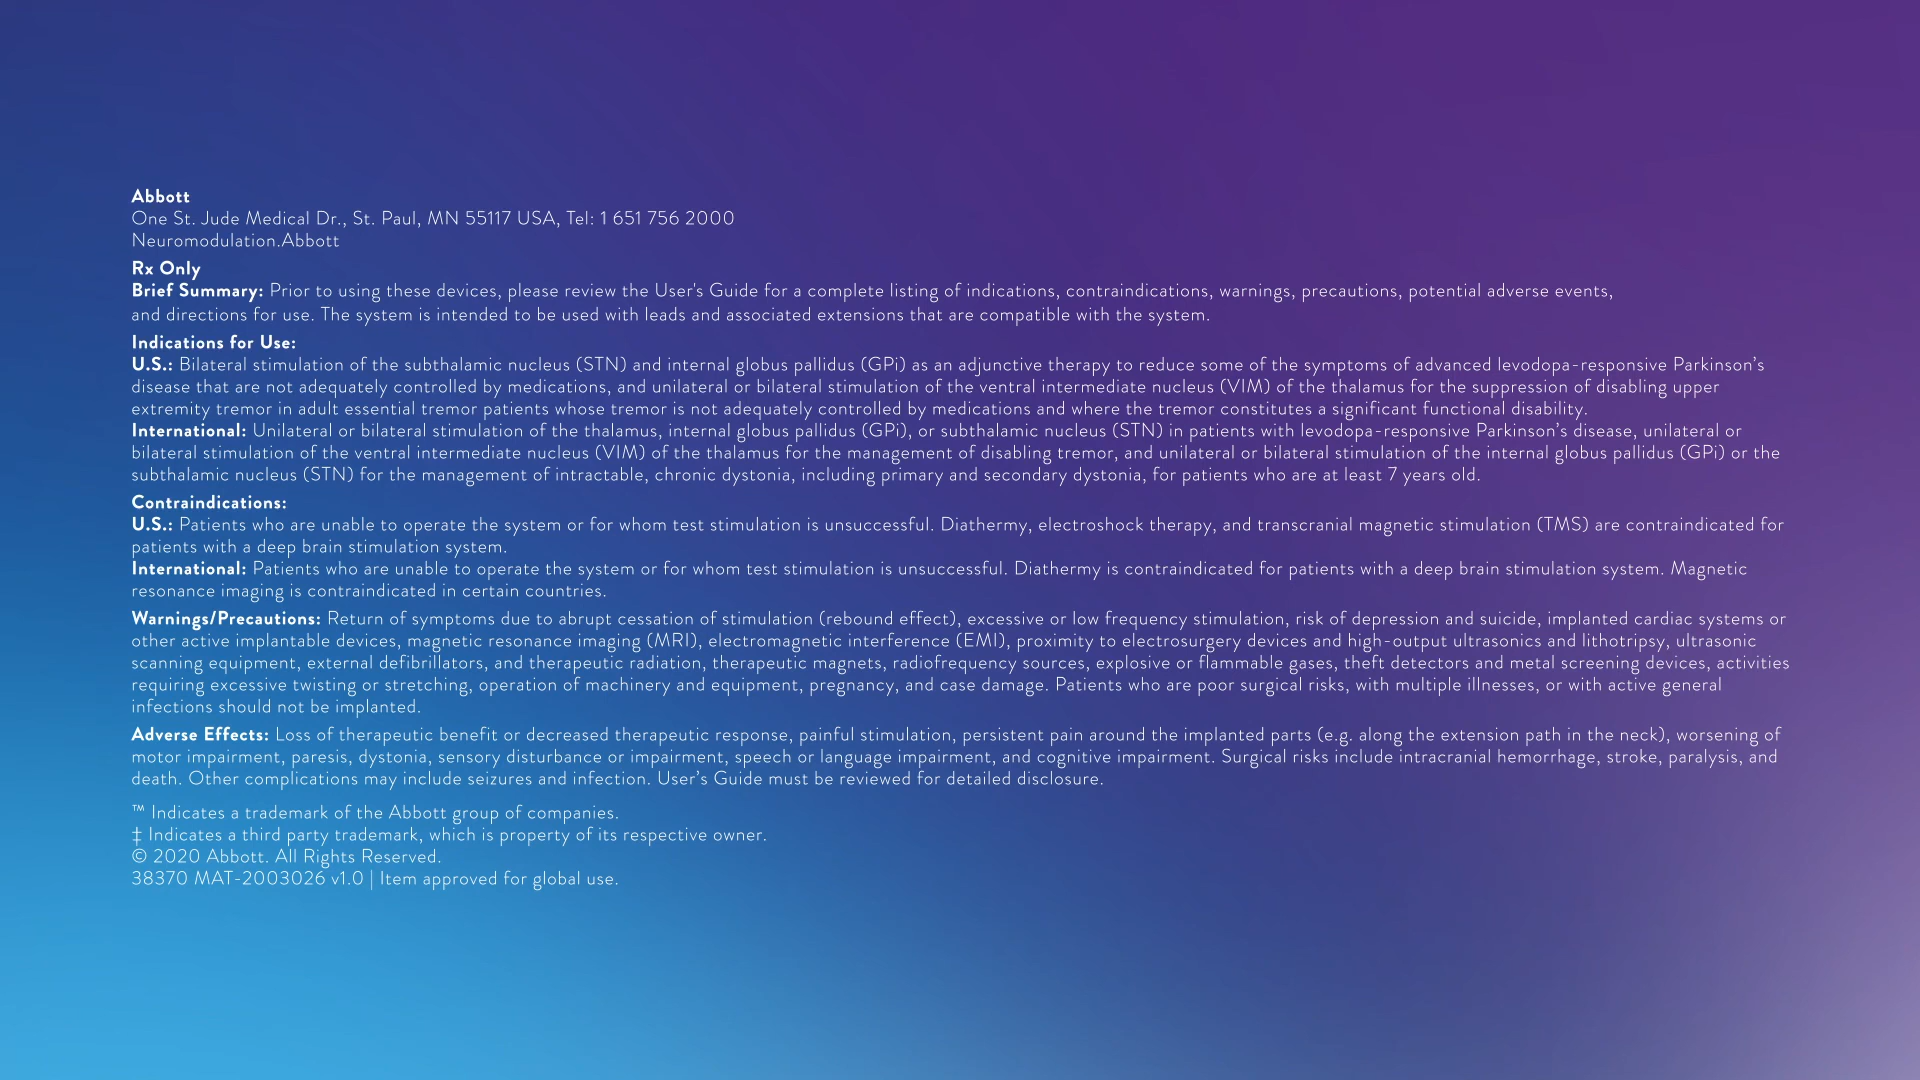 Abbott
One St. Jude Medical Dr., St. Paul, MN 55117 USA, Tel: 1 651 756 2000
Neuromodulation.Abbott
Rx Only
Brief Summary: Prior to using these devices, please review the User's Guide for a complete listing of indications, contraindications, warnings, precautions, potential adverse events,
and directions for use. The system is intended to be used with leads and associated extensions that are compatible with the system.
Indications for Use:
U.S.: Bilateral stimulation of the subthalamic nucleus (STN) and internal globus pallidus (GPi) as an adjunctive therapy to reduce some of the symptoms of advanced levodopa-responsive Parkinson’s
disease that are not adequately controlled by medications, and unilateral or bilateral stimulation of the ventral intermediate nucleus (VIM) of the thalamus for the suppression of disabling upper
extremity tremor in adult essential tremor patients whose tremor is not adequately controlled by medications and where the tremor constitutes a significant functional disability.
International: Unilateral or bilateral stimulation of the thalamus, internal globus pallidus (GPi), or subthalamic nucleus (STN) in patients with levodopa-responsive Parkinson’s disease, unilateral or
bilateral stimulation of the ventral intermediate nucleus (VIM) of the thalamus for the management of disabling tremor, and unilateral or bilateral stimulation of the internal globus pallidus (GPi) or the
subthalamic nucleus (STN) for the management of intractable, chronic dystonia, including primary and secondary dystonia, for patients who are at least 7 years old.
Contraindications:
U.S.: Patients who are unable to operate the system or for whom test stimulation is unsuccessful. Diathermy, electroshock therapy, and transcranial magnetic stimulation (TMS) are contraindicated for
patients with a deep brain stimulation system.
International: Patients who are unable to operate the system or for whom test stimulation is unsuccessful. Diathermy is contraindicated for patients with a deep brain stimulation system. Magnetic
resonance imaging is contraindicated in certain countries.
Warnings/Precautions: Return of symptoms due to abrupt cessation of stimulation (rebound effect), excessive or low frequency stimulation, risk of depression and suicide, implanted cardiac systems or
other active implantable devices, magnetic resonance imaging (MRI), electromagnetic interference (EMI), proximity to electrosurgery devices and high-output ultrasonics and lithotripsy, ultrasonic
scanning equipment, external defibrillators, and therapeutic radiation, therapeutic magnets, radiofrequency sources, explosive or flammable gases, theft detectors and metal screening devices, activities
requiring excessive twisting or stretching, operation of machinery and equipment, pregnancy, and case damage. Patients who are poor surgical risks, with multiple illnesses, or with active general
infections should not be implanted.
Adverse Effects: Loss of therapeutic benefit or decreased therapeutic response, painful stimulation, persistent pain around the implanted parts (e.g. along the extension path in the neck), worsening of
motor impairment, paresis, dystonia, sensory disturbance or impairment, speech or language impairment, and cognitive impairment. Surgical risks include intracranial hemorrhage, stroke, paralysis, and
death. Other complications may include seizures and infection. User’s Guide must be reviewed for detailed disclosure.
™ Indicates a trademark of the Abbott group of companies.
‡ Indicates a third party trademark, which is property of its respective owner.
© 2020 Abbott. All Rights Reserved.
38370 MAT-2003026 v1.0 | Item approved for global use.